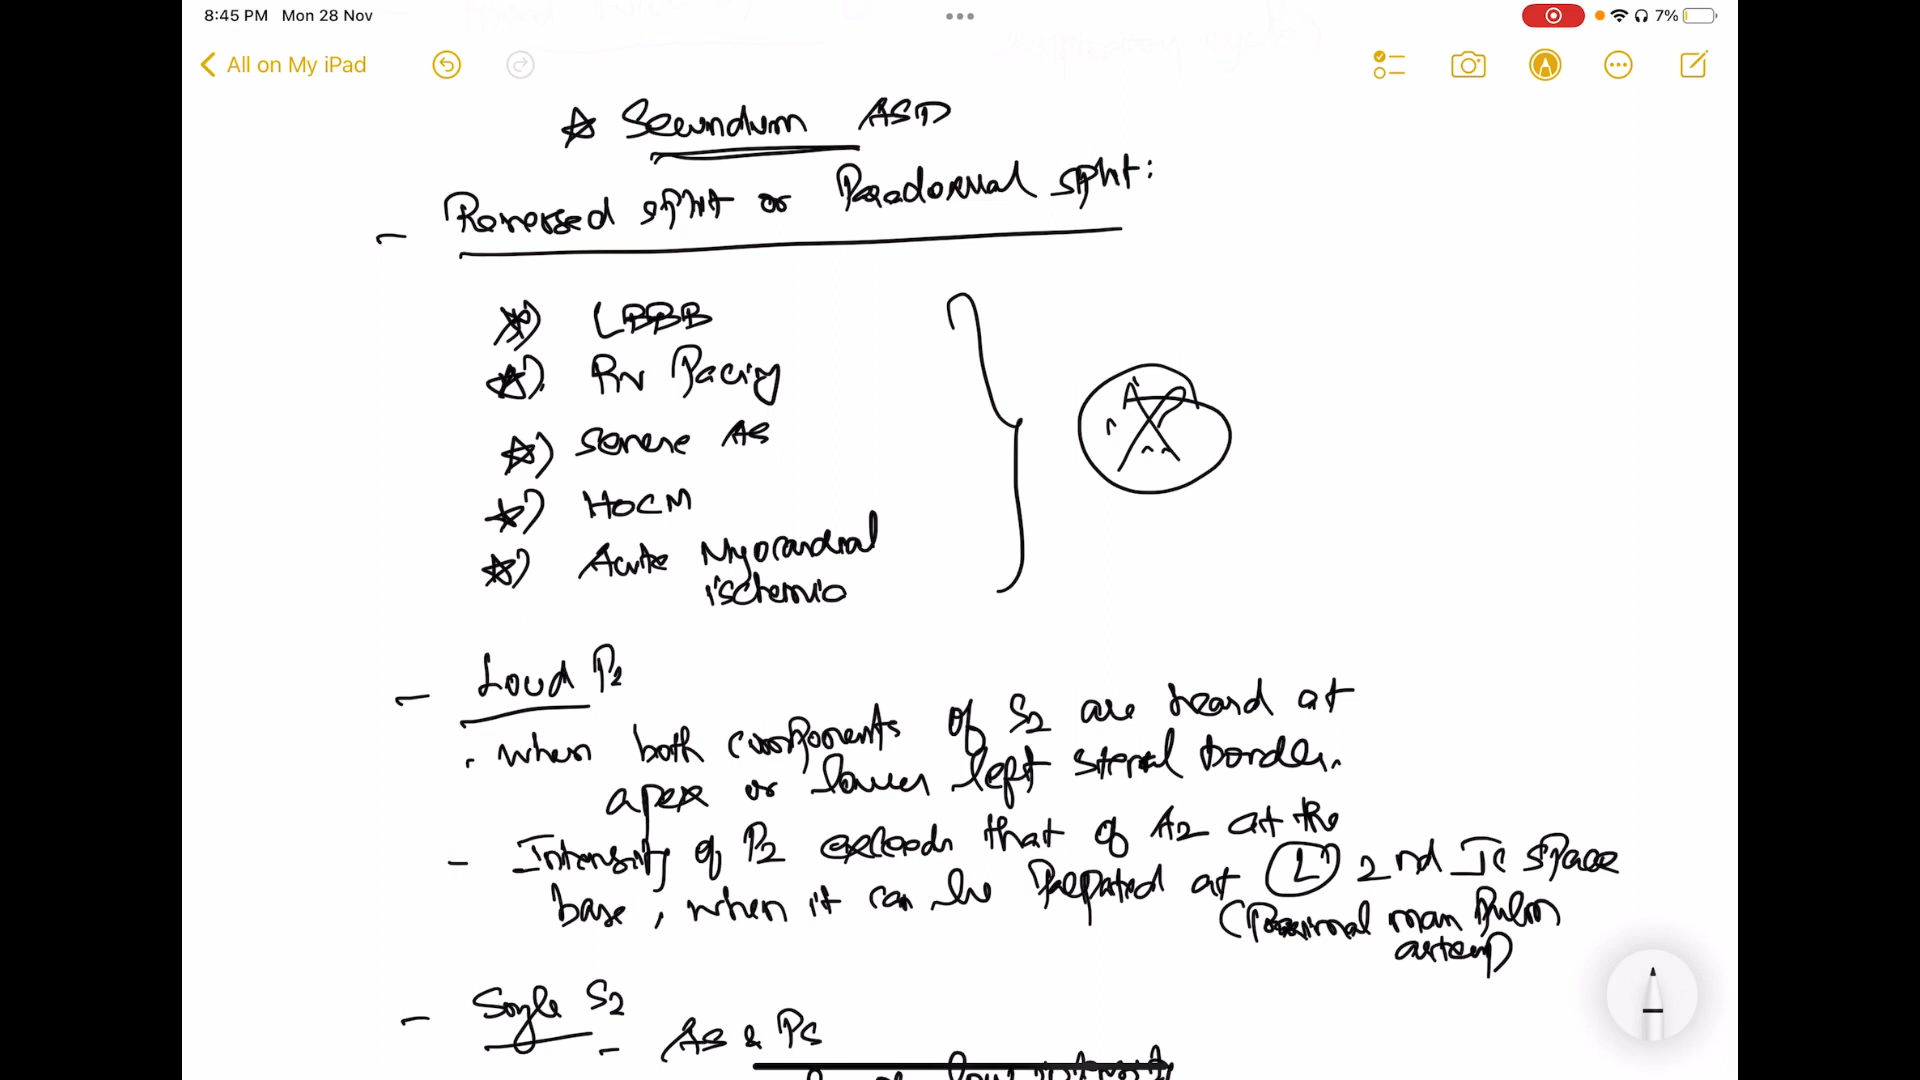 8:45 PM Mon 28 Nov
7%
All on My iPad
Secundum ASD
- Reversed split or Paradoxical split:
LBBB
RV Pacing
Severe AS
HOCM
Acute Myocardial
ischemia
- Loud P2
. when both components of S2 are heard at
apex or lower left sternal border.
- Intensity of P2 exceeds that of A2 at the
base, when it can be Palpated at (L) 2nd Ic space
(Proximal main Pulm
artery)
- Single S2
- AS & PS